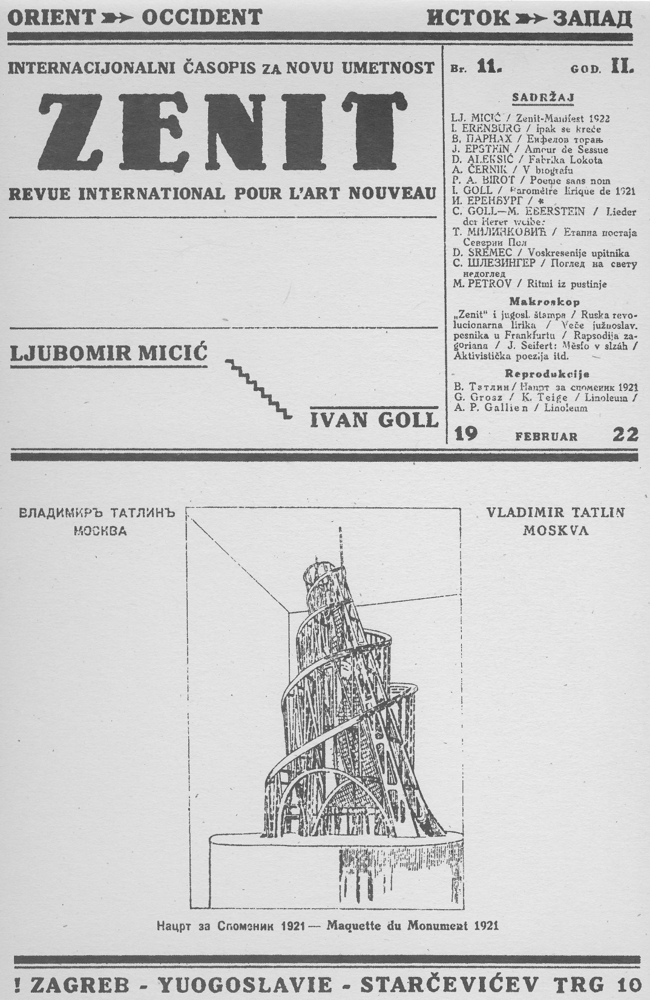 ORIENT OCCIDENT
ИСТОК ЗАПАД
INTERNACIJONALNI ČASOPIS ZA NOVU UMETNOST
ZENIT
REVUE INTERNATIONAL POUR L'ART NOUVEAU
LJUBOMIR MICIĆ
IVAN GOLL
Br. 11. GOD. II.
SADRŽAJ
LJ. MICIĆ / Zenit-Manifest 1922
I. ERENBURG / Ipak se kreće
В. ПАРНАХ / Еифелов торањ
J. EPSTEIN / Amour de Sessue
D. ALEKSIĆ / Fabrika Lokota
A. ČERNIK / V biografu
P. A. BIROT / Poeme sans nom
I. GOLL / Baromètre lirique de 1921
И. ЕРЕНБУРГ / *
C. GOLL—M. EBERSTEIN / Lieder
der Herer weiber
Т. МИЛИНКОВИЋ / Етапна постаја
Северни Пол
D. SREMEC / Voskresenije upitnika
С. ШЛЕЗИНГЕР / Поглед на свету
недоглед
M. PETROV / Ritmi iz pustinje
Makroskop
„Zenit“ i jugosl. štampa / Ruska revo-
lucionarna lirika / Veče južnoslav.
pesnika u Frankfurtu / Rapsodija za-
goriana / J. Seifert: Mèsto v slzáh /
Aktivistička poezija itd.
Reprodukcije
В. Татлин / Нацрт за споменик 1921
G. Grosz / K. Teige / Linoleum /
A. P. Gallien / Linoleum
19 FEBRUAR 22
ВЛАДИМИРЪ ТАТЛИНЪ
МОСКВА
VLADIMIR TATLIN
MOSKVA
Нацрт за Споменик 1921 — Maquette du Monument 1921
! ZAGREB - YUOGOSLAVIE - STARČEVIĆEV TRG 10